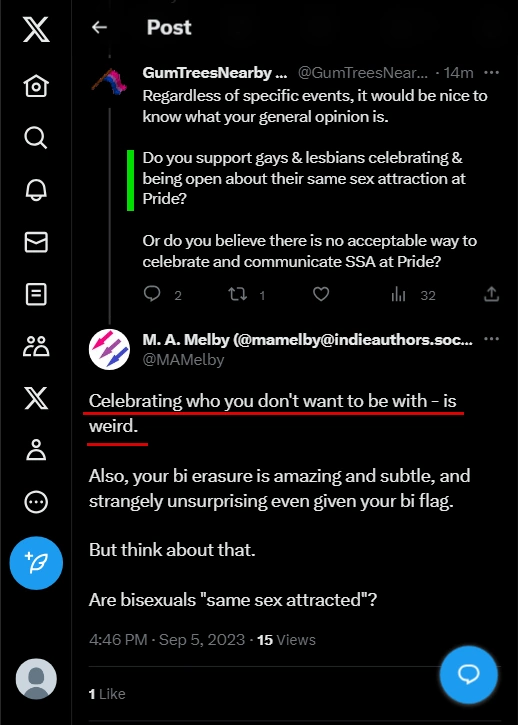 Post
GumTreesNearby ... @GumTreesNear... · 14m
Regardless of specific events, it would be nice to
know what your general opinion is.
Do you support gays & lesbians celebrating &
being open about their same sex attraction at
Pride?
Or do you believe there is no acceptable way to
celebrate and communicate SSA at Pride?
2 1 32
M. A. Melby (@mamelby@indieauthors.soc...
@MAMelby
Celebrating who you don't want to be with - is
weird.
Also, your bi erasure is amazing and subtle, and
strangely unsurprising even given your bi flag.
But think about that.
Are bisexuals "same sex attracted"?
4:46 PM · Sep 5, 2023 · 15 Views
1 Like